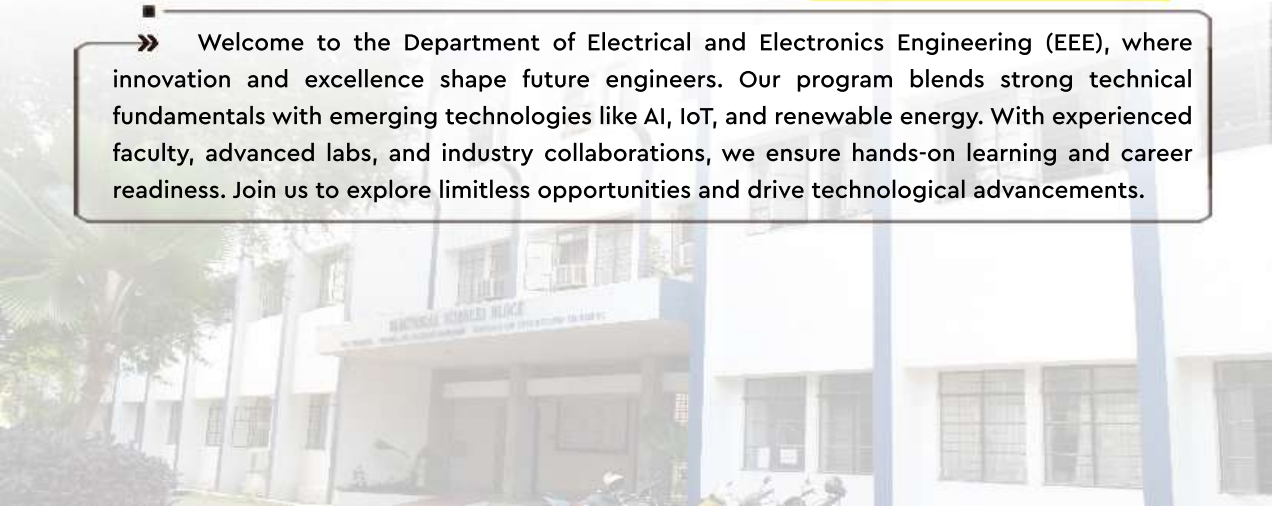 Welcome to the Department of Electrical and Electronics Engineering (EEE), where
innovation and excellence shape future engineers. Our program blends strong technical
fundamentals with emerging technologies like AI, IoT, and renewable energy. With experienced
faculty, advanced labs, and industry collaborations, we ensure hands-on learning and career
readiness. Join us to explore limitless opportunities and drive technological advancements.